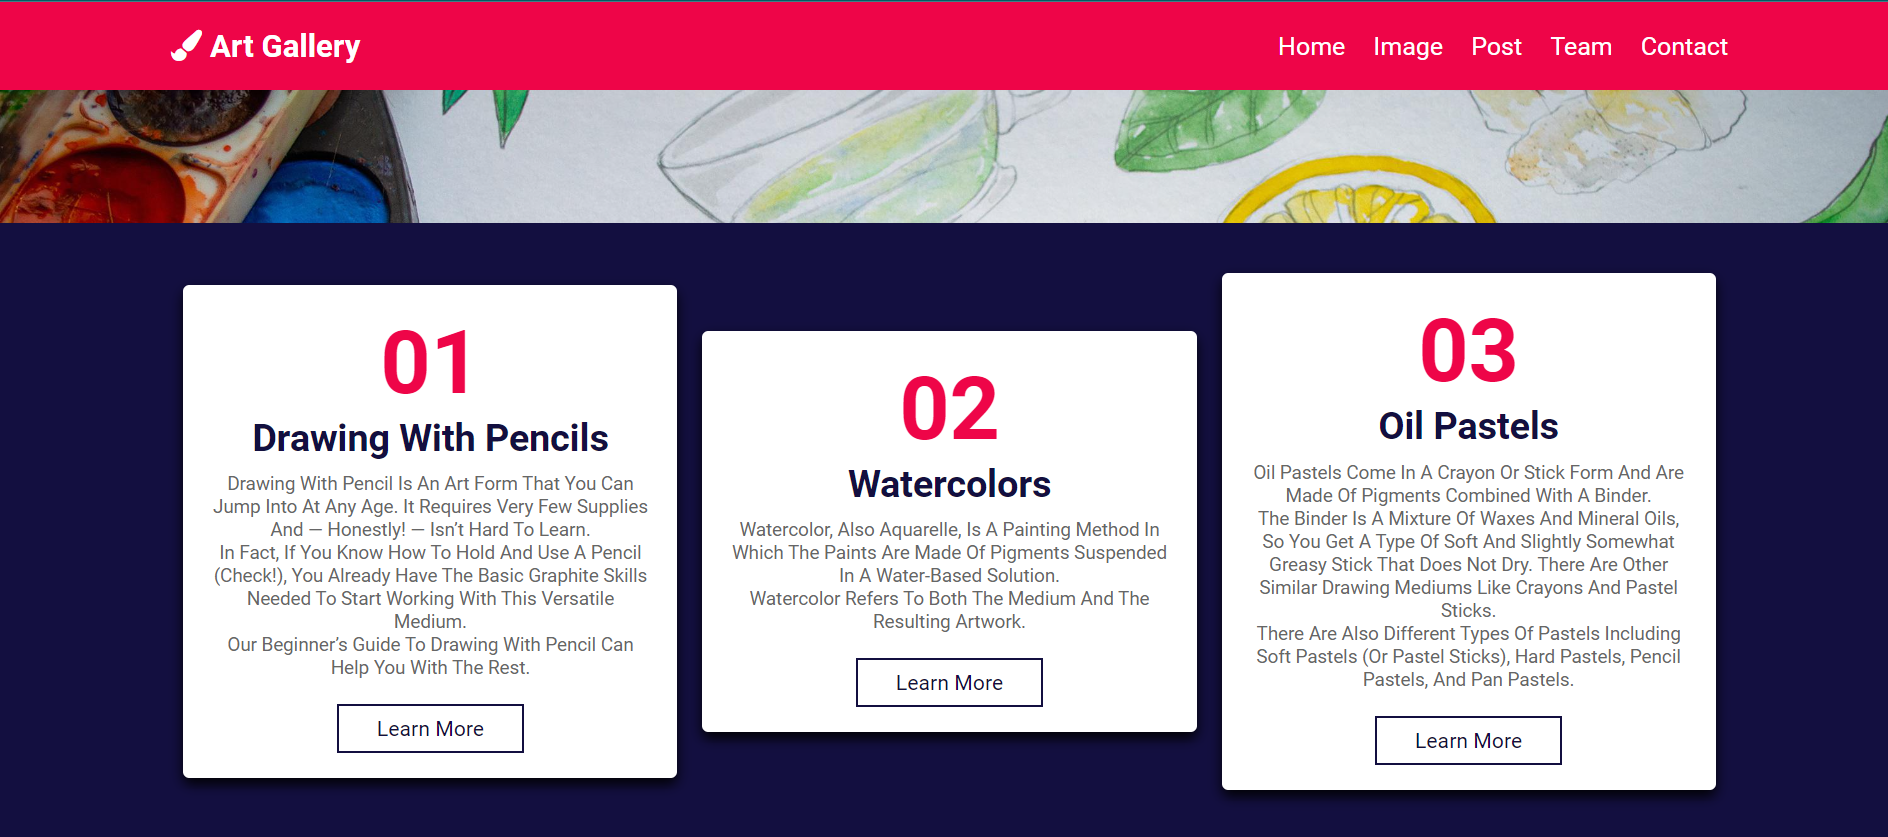 Art Gallery
Home Image Post Team Contact
01
Drawing With Pencils
Drawing With Pencil Is An Art Form That You Can
Jump Into At Any Age. It Requires Very Few Supplies
And — Honestly! — Isn’t Hard To Learn.
In Fact, If You Know How To Hold And Use A Pencil
(Check!), You Already Have The Basic Graphite Skills
Needed To Start Working With This Versatile
Medium.
Our Beginner’s Guide To Drawing With Pencil Can
Help You With The Rest.
Learn More
02
Watercolors
Watercolor, Also Aquarelle, Is A Painting Method In
Which The Paints Are Made Of Pigments Suspended
In A Water-Based Solution.
Watercolor Refers To Both The Medium And The
Resulting Artwork.
Learn More
03
Oil Pastels
Oil Pastels Come In A Crayon Or Stick Form And Are
Made Of Pigments Combined With A Binder.
The Binder Is A Mixture Of Waxes And Mineral Oils,
So You Get A Type Of Soft And Slightly Somewhat
Greasy Stick That Does Not Dry. There Are Other
Similar Drawing Mediums Like Crayons And Pastel
Sticks.
There Are Also Different Types Of Pastels Including
Soft Pastels (Or Pastel Sticks), Hard Pastels, Pencil
Pastels, And Pan Pastels.
Learn More